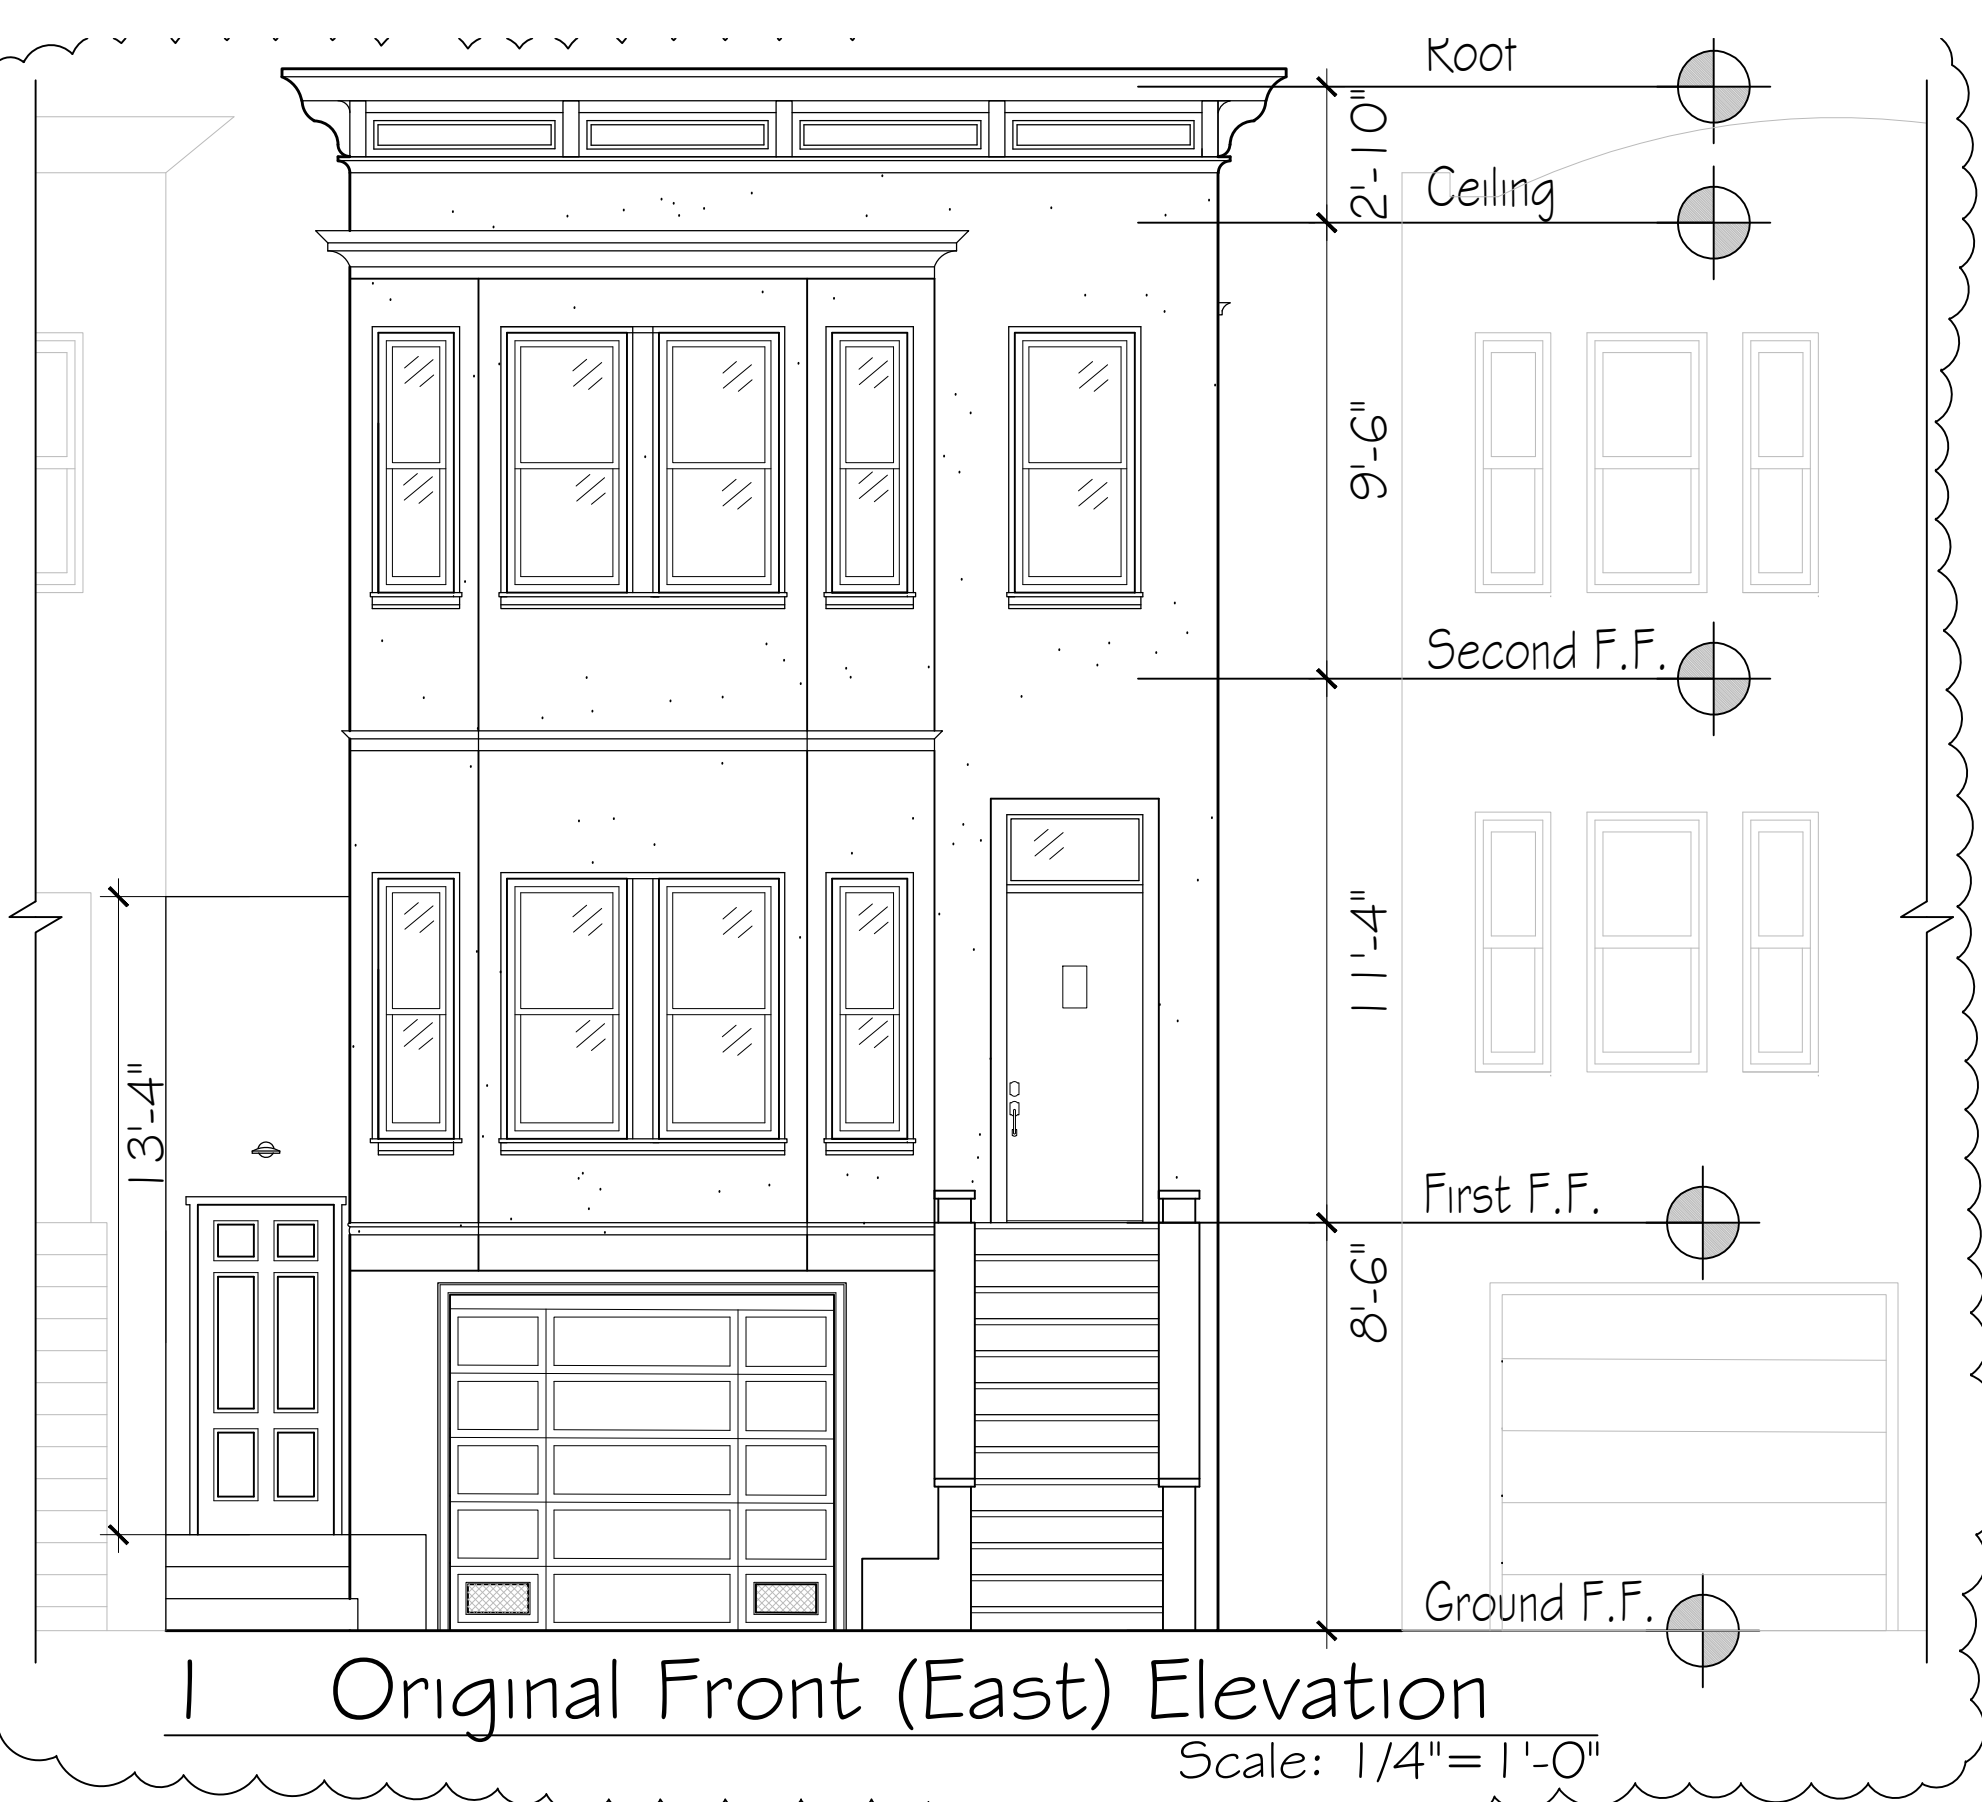 Roof
2'-10"
Ceiling
9'-6"
Second F.F.
11'-4"
13'-4"
First F.F.
8'-6"
Ground F.F.
1 Original Front (East) Elevation
Scale: 1/4"=1'-0"